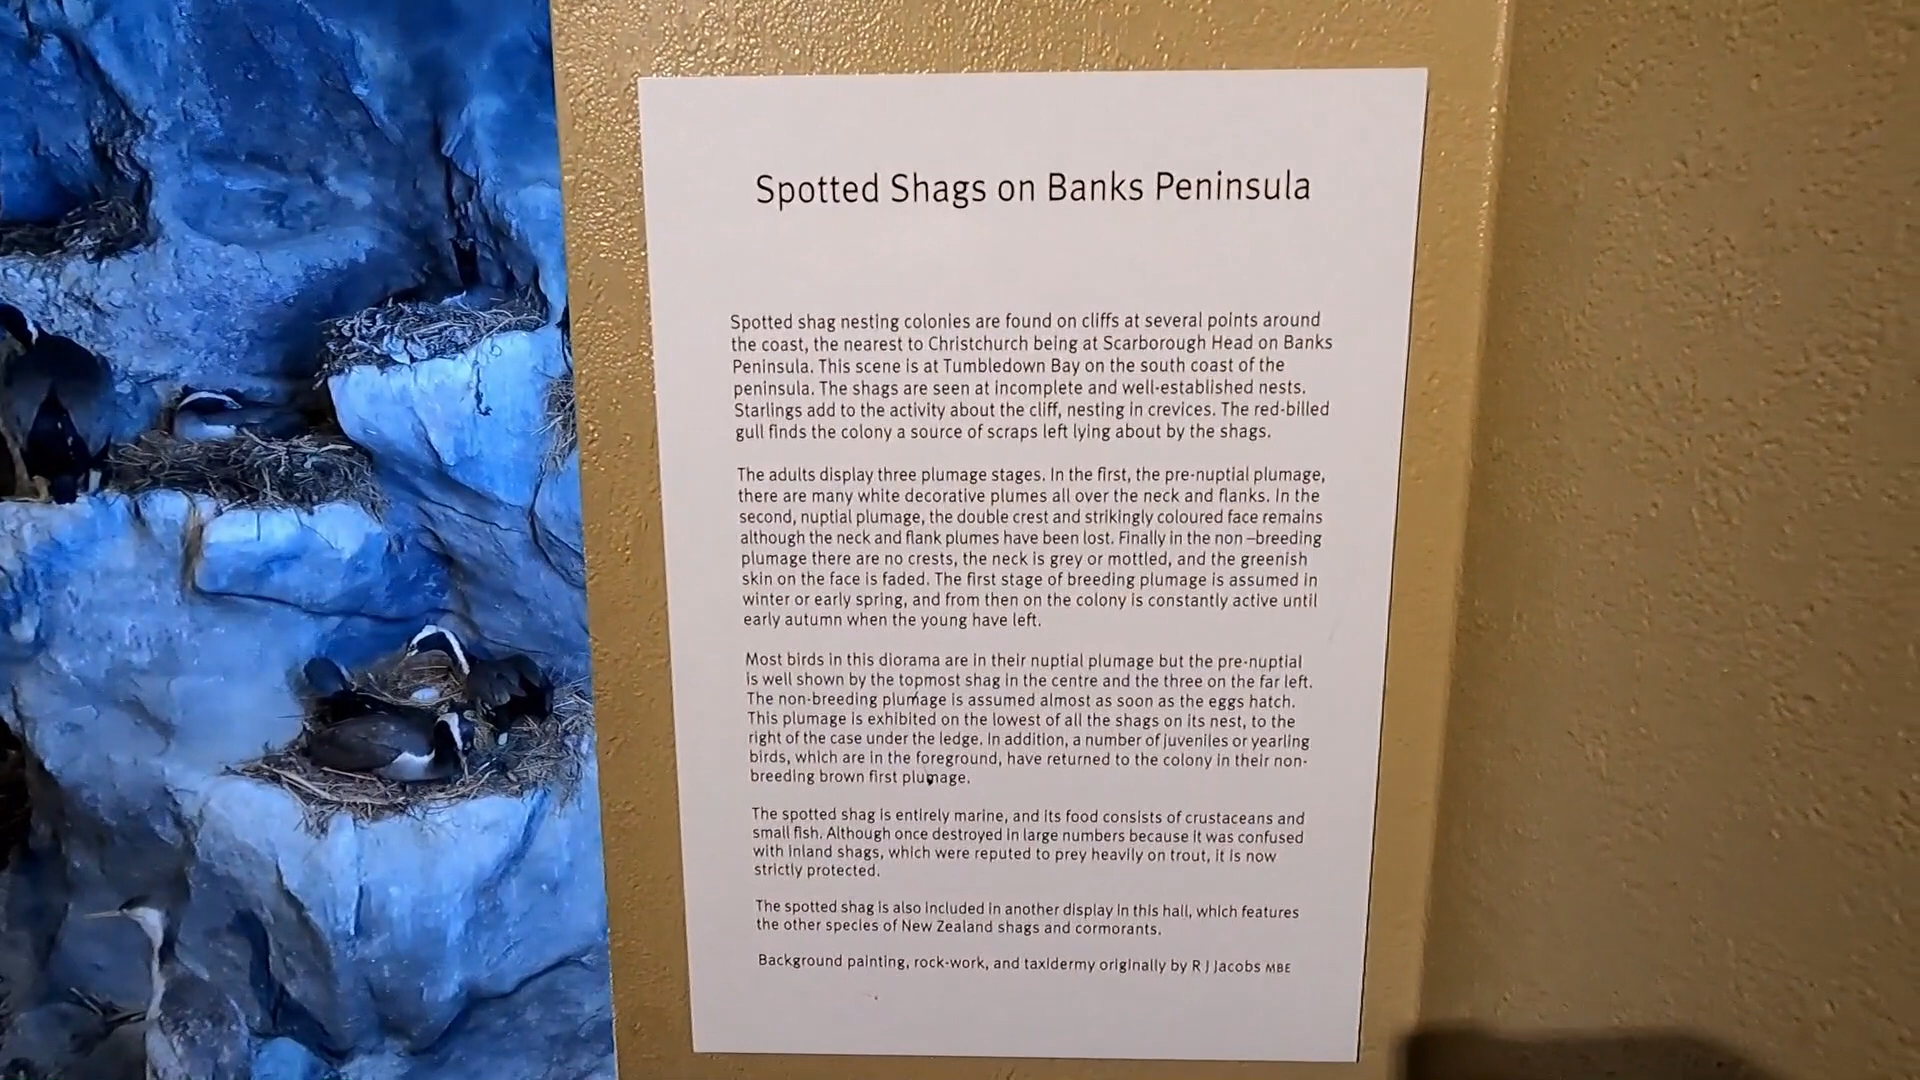 Spotted Shags on Banks Peninsula
Spotted shag nesting colonies are found on cliffs at several points around
the coast, the nearest to Christchurch being at Scarborough Head on Banks
Peninsula. This scene is at Tumbledown Bay on the south coast of the
peninsula. The shags are seen at incomplete and well-established nests.
Starlings add to the activity about the cliff, nesting in crevices. The red-billed
gull finds the colony a source of scraps left lying about by the shags.
The adults display three plumage stages. In the first, the pre-nuptial plumage,
there are many white decorative plumes all over the neck and flanks. In the
second, nuptial plumage, the double crest and strikingly coloured face remains
although the neck and flank plumes have been lost. Finally in the non –breeding
plumage there are no crests, the neck is grey or mottled, and the greenish
skin on the face is faded. The first stage of breeding plumage is assumed in
winter or early spring, and from then on the colony is constantly active until
early autumn when the young have left.
Most birds in this diorama are in their nuptial plumage but the pre-nuptial
is well shown by the topmost shag in the centre and the three on the far left.
The non-breeding plumage is assumed almost as soon as the eggs hatch.
This plumage is exhibited on the lowest of all the shags on its nest, to the
right of the case under the ledge. In addition, a number of juveniles or yearling
birds, which are in the foreground, have returned to the colony in their non-
breeding brown first plumage.
The spotted shag is entirely marine, and its food consists of crustaceans and
small fish. Although once destroyed in large numbers because it was confused
with inland shags, which were reputed to prey heavily on trout, it is now
strictly protected.
The spotted shag is also included in another display in this hall, which features
the other species of New Zealand shags and cormorants.
Background painting, rock-work, and taxidermy originally by R J Jacobs MBE